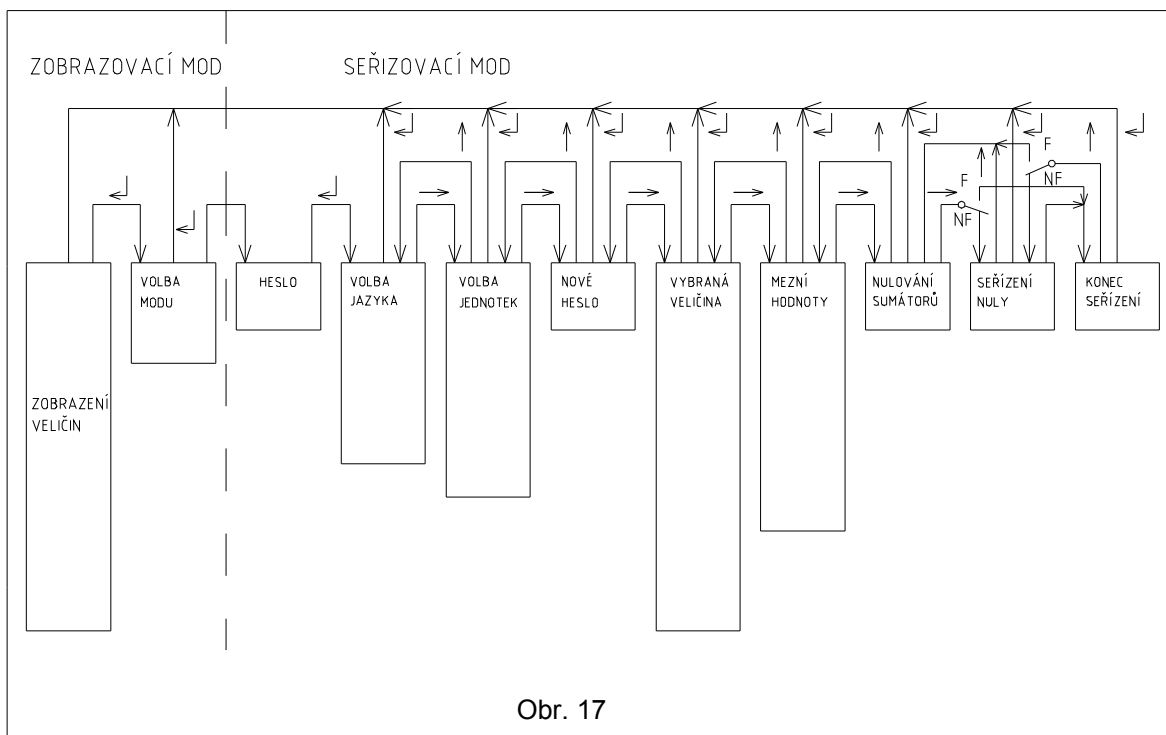 ZOBRAZOVACÍ MOD
SEŘIZOVACÍ MOD
F
F
NF
NF
ZOBRAZENÍ
VELIČIN
VOLBA
MODU
HESLO
VOLBA
JAZYKA
VOLBA
JEDNOTEK
NOVÉ
HESLO
VYBRANÁ
VELIČINA
MEZNÍ
HODNOTY
NULOVÁNÍ
SUMÁTORŮ
SEŘÍZENÍ
NULY
KONEC
SEŘÍZENÍ
Obr. 17